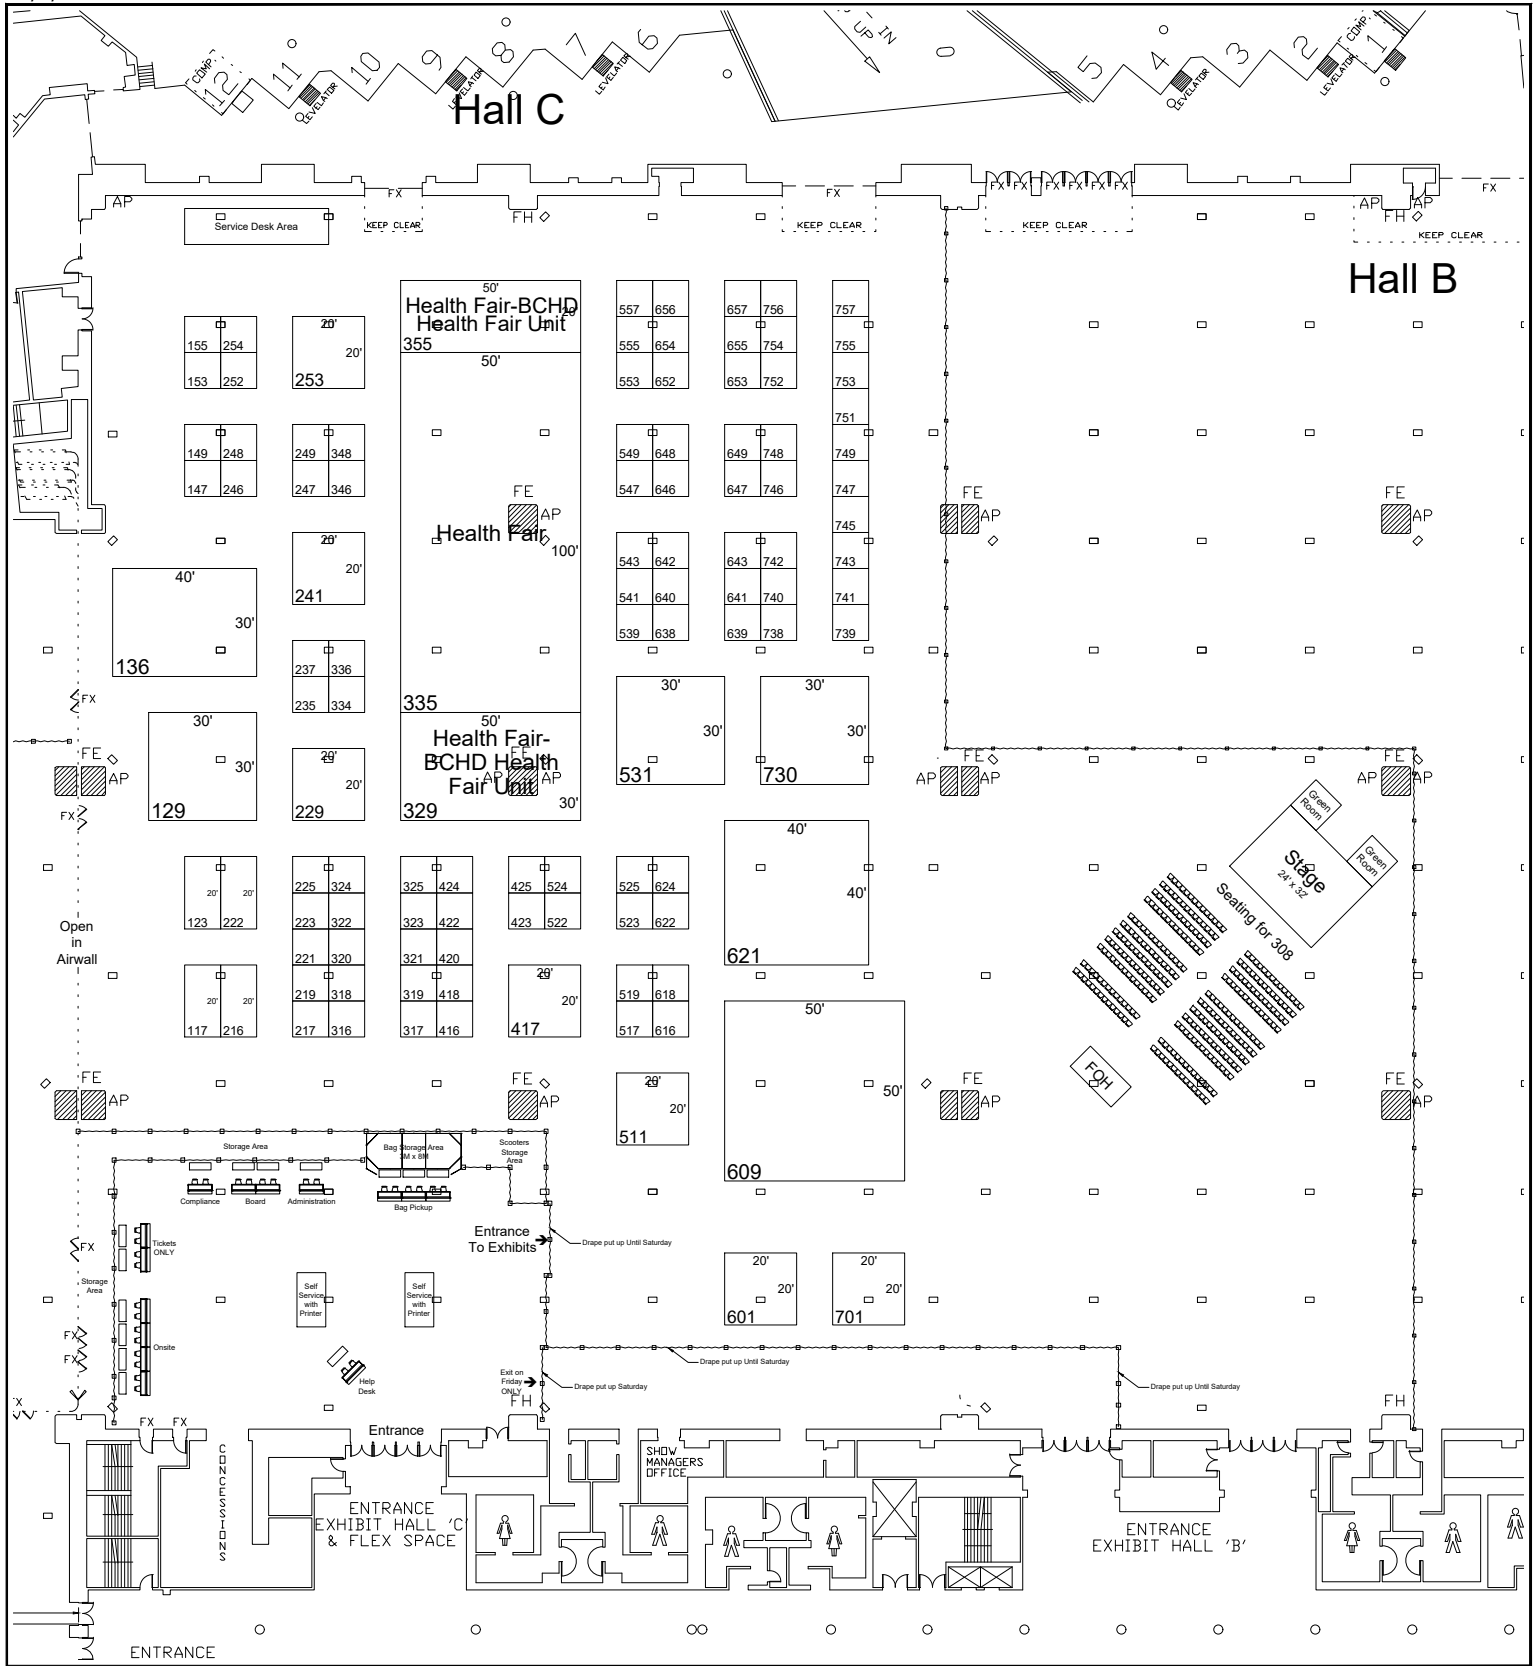 IN
UP
COMP.
12
11
10
9
8
7
6
0
5
4
3
2
1
COMP.
LEVELATOR
LEVELATOR
LEVELATOR
LEVELATOR
LEVELATOR
Hall C
FX
FX
FX FX FX FX FX FX
FX
AP
FH
AP
AP
FH
Service Desk Area
KEEP CLEAR
KEEP CLEAR
KEEP CLEAR
KEEP CLEAR
Hall B
50'
Health Fair-BCHD
Health Fair Unit
20'
355
557 656
657 756
757
155 254
20'
20'
253
555 654
655 754
755
153 252
50'
553 652
653 752
753
751
149 248
249 348
549 648
649 748
749
147 246
247 346
547 646
647 746
747
FE
AP
FE
AP
FE
AP
745
Health Fair
100'
20'
20'
241
543 642
643 742
743
541 640
641 740
741
539 638
639 738
739
40'
30'
136
237 336
235 334
335
FX
30'
30'
129
20'
20'
229
50'
Health Fair-
BCHD Health
Fair Unit
30'
329
FE
AP
AP
30'
30'
531
30'
30'
730
FE
AP
FX
FE
AP
AP
FE
AP
AP
Green
Room
Green
Room
Stage
24' x 32'
Seating for 308
FOH
40'
40'
621
20' 20'
123 222
225 324
325 424
425 524
525 624
223 322
323 422
423 522
523 622
Open
in
Airwall
221 320
321 420
20' 20'
117 216
219 318
319 418
20'
20'
417
519 618
217 316
317 416
517 616
50'
50'
609
FE
AP
FE
AP
FE
AP
FE
AP
20'
20'
511
Storage Area
Bag Storage Area
3M x 8M
Scooters
Storage
Area
Compliance
Board
Administration
Bag Pickup
Entrance
To Exhibits
Drape put up Until Saturday
Tickets
ONLY
FX
Storage
Area
Self
Service
with
Printer
Self
Service
with
Printer
20'
20'
601
20'
20'
701
FX
FX
Onsite
Help
Desk
Drape put up Until Saturday
Exit on
Friday
ONLY
Drape put up Saturday
Drape put up Until Saturday
FH
FH
FX
FX
FX
Entrance
CONCESSIONS
SHOW
MANAGERS
OFFICE
ENTRANCE
EXHIBIT HALL 'C'
& FLEX SPACE
ENTRANCE
EXHIBIT HALL 'B'
ENTRANCE